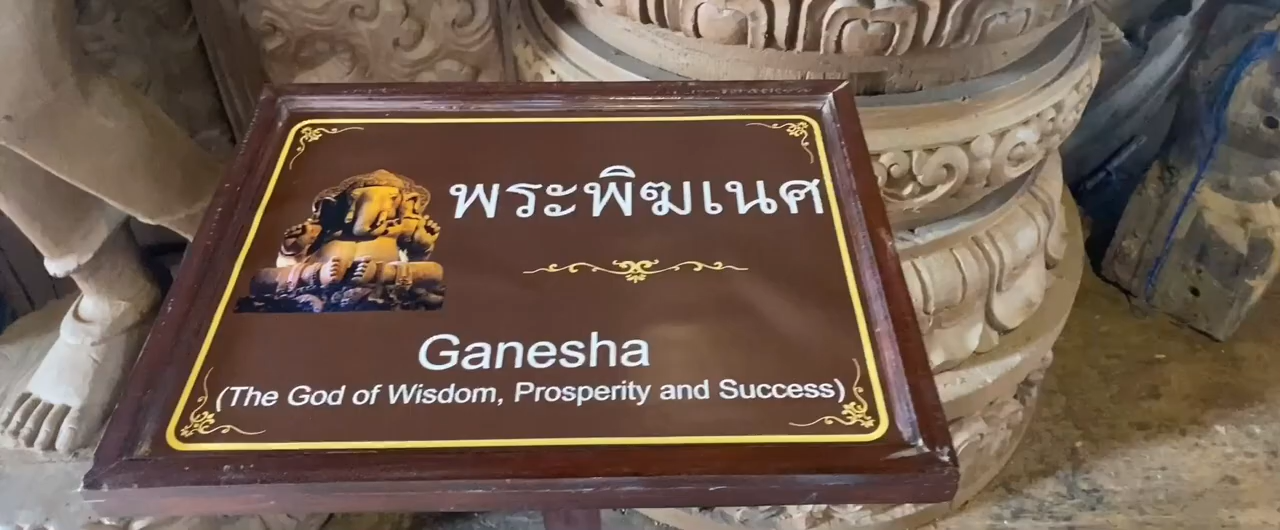 พระพิฆเนศ
Ganesha
(The God of Wisdom, Prosperity and Success)